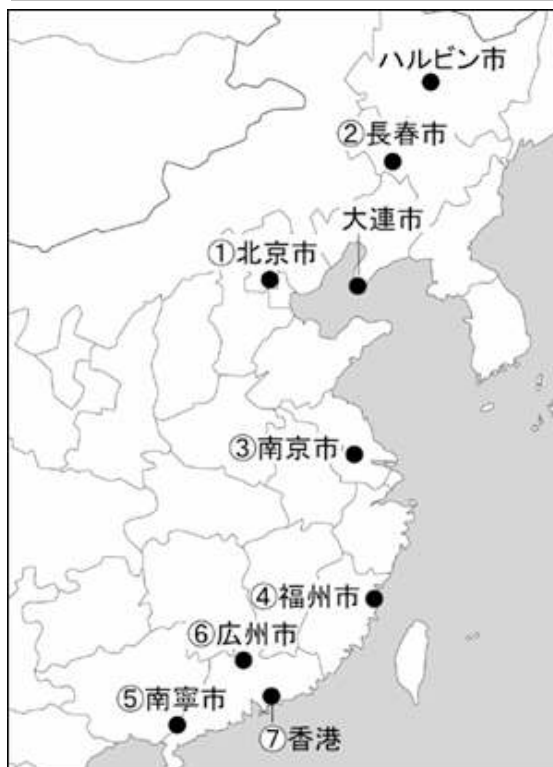 ハルビン市
②長春市
大連市
①北京市
③南京市
④福州市
⑥広州市
⑤南寧市
⑦香港